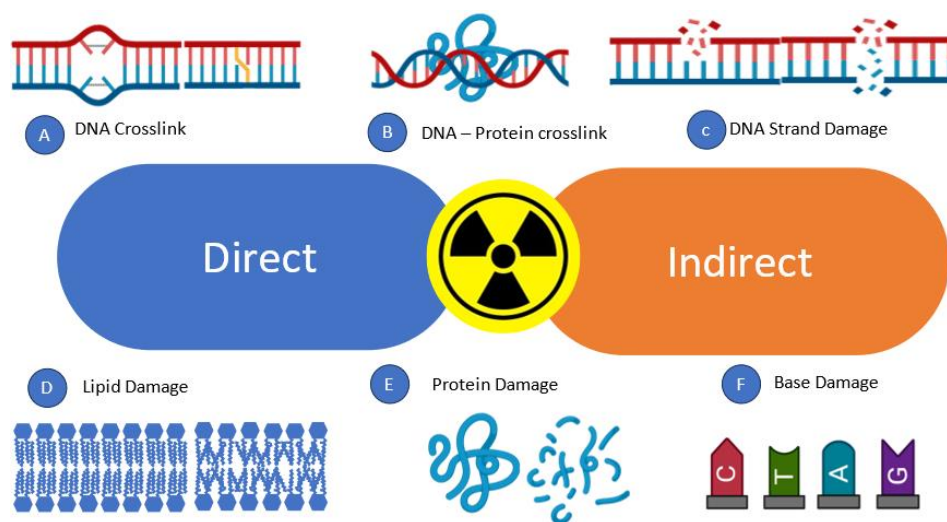 A DNA Crosslink
B DNA – Protein crosslink
c DNA Strand Damage
Direct
Indirect
D Lipid Damage
E Protein Damage
F Base Damage
C T A G